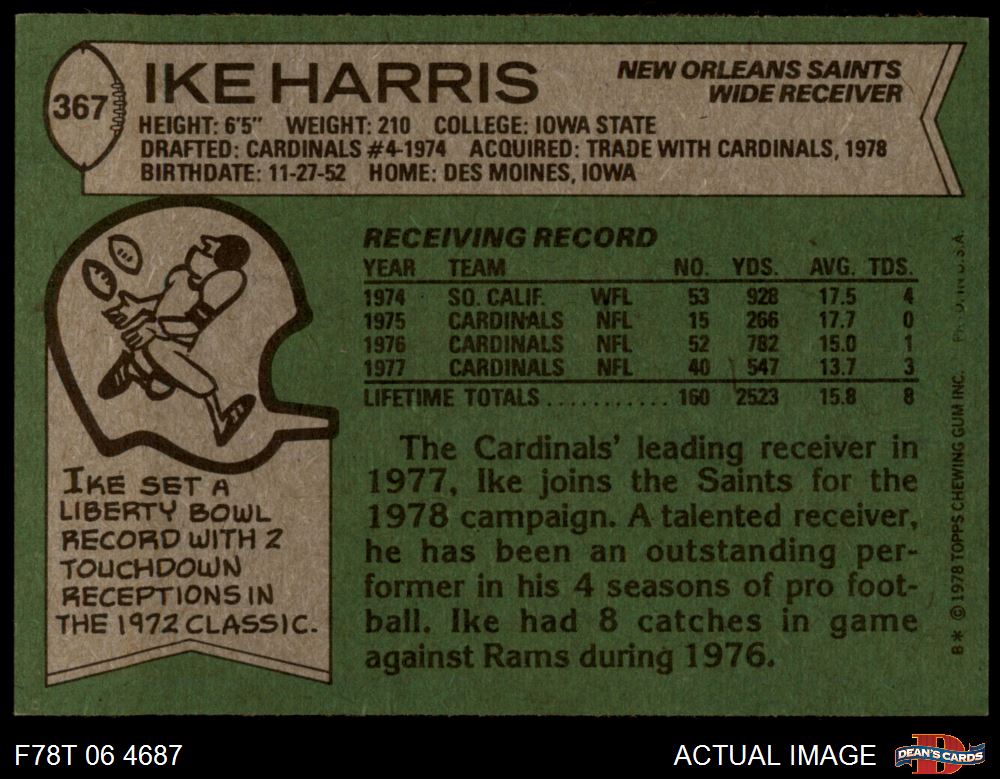 367
IKE HARRIS
NEW ORLEANS SAINTS
WIDE RECEIVER
HEIGHT: 6'5" WEIGHT: 210 COLLEGE: IOWA STATE
DRAFTED: CARDINALS #4-1974 ACQUIRED: TRADE WITH CARDINALS, 1978
BIRTHDATE: 11-27-52 HOME: DES MOINES, IOWA
RECEIVING RECORD
YEAR TEAM NO. YDS. AVG. TDS.
1974 SO. CALIF. WFL 53 928 17.5 4
1975 CARDINALS NFL 15 266 17.7 0
1976 CARDINALS NFL 52 782 15.0 1
1977 CARDINALS NFL 40 547 13.7 3
LIFETIME TOTALS........... 160 2523 15.8 8
IKE SET A
LIBERTY BOWL
RECORD WITH 2
TOUCHDOWN
RECEPTIONS IN
THE 1972 CLASSIC.
The Cardinals' leading receiver in
1977, Ike joins the Saints for the
1978 campaign. A talented receiver,
he has been an outstanding per-
former in his 4 seasons of pro foot-
ball. Ike had 8 catches in game
against Rams during 1976.
B* © 1978 TOPPS CHEWING GUM INC. U.S.A.
F78T 06 4687
ACTUAL IMAGE
DEAN'S CARDS